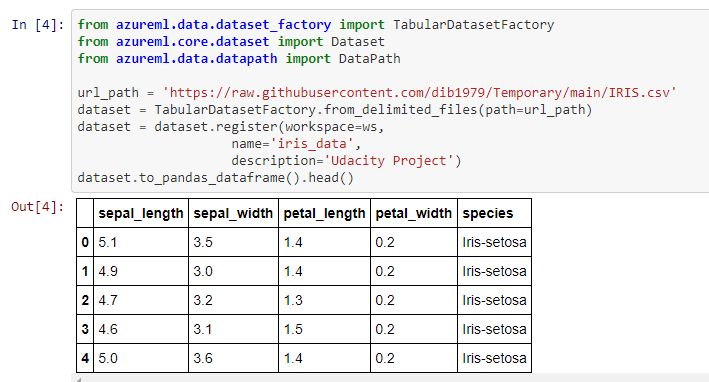 In [4]: from azureml.data.dataset_factory import TabularDatasetFactory
from azureml.core.dataset import Dataset
from azureml.data.datapath import DataPath
url_path = 'https://raw.githubusercontent.com/dib1979/Temporary/main/IRIS.csv'
dataset = TabularDatasetFactory.from_delimited_files(path=url_path)
dataset = dataset.register(workspace=ws,
name='iris_data',
description='Udacity Project')
dataset.to_pandas_dataframe().head()
Out[4]:
sepal_length sepal_width petal_length petal_width species
0 5.1 3.5 1.4 0.2 Iris-setosa
1 4.9 3.0 1.4 0.2 Iris-setosa
2 4.7 3.2 1.3 0.2 Iris-setosa
3 4.6 3.1 1.5 0.2 Iris-setosa
4 5.0 3.6 1.4 0.2 Iris-setosa